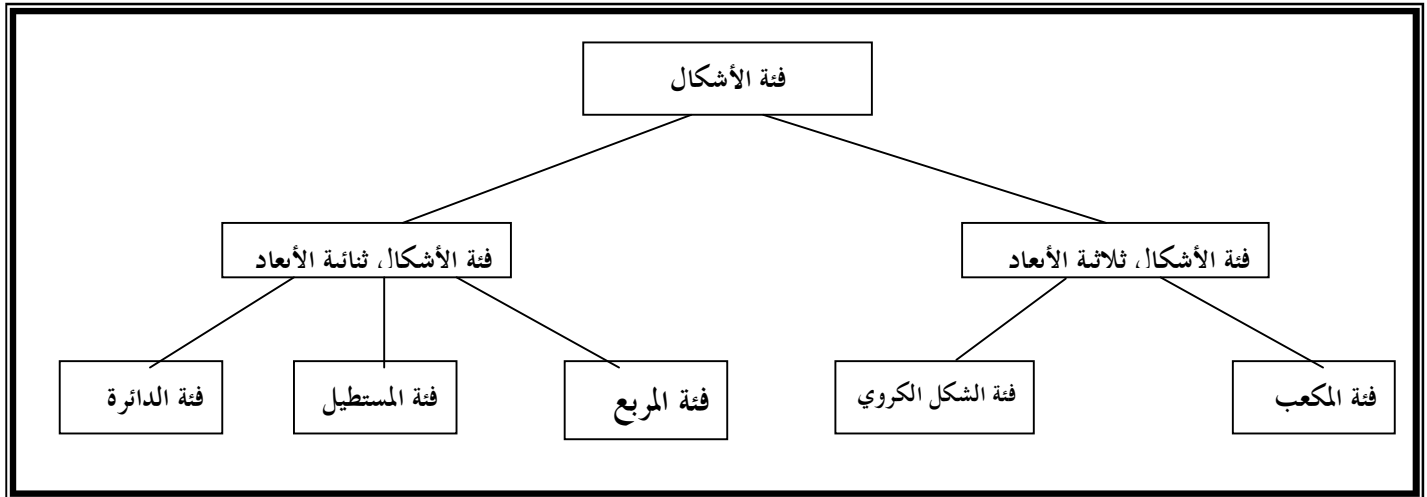 فئة الأشكال
فئة الأشكال ثلاثية الأبعاد
فئة الأشكال ثنائية الأبعاد
فئة المكعب
فئة الشكل الكروي
فئة المربع
فئة المستطيل
فئة الدائرة